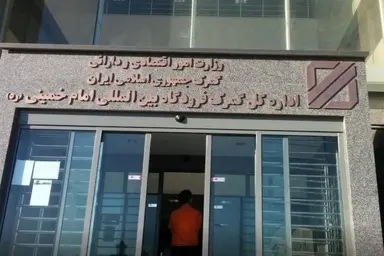 وزارت امور اقتصادی و دارائی
گمرک جمهوری اسلامی ایران
اداره کل گمرک فرودگاه بین المللی امام خمینی (ره)